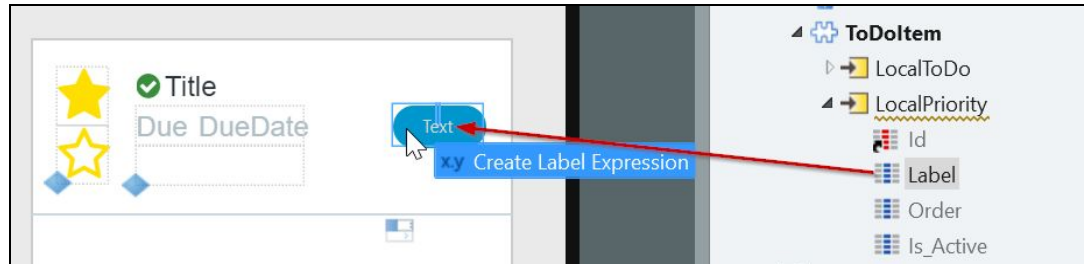 Title
Due DueDate
Text
x.y Create Label Expression
ToDoItem
LocalToDo
LocalPriority
Id
Label
Order
Is_Active